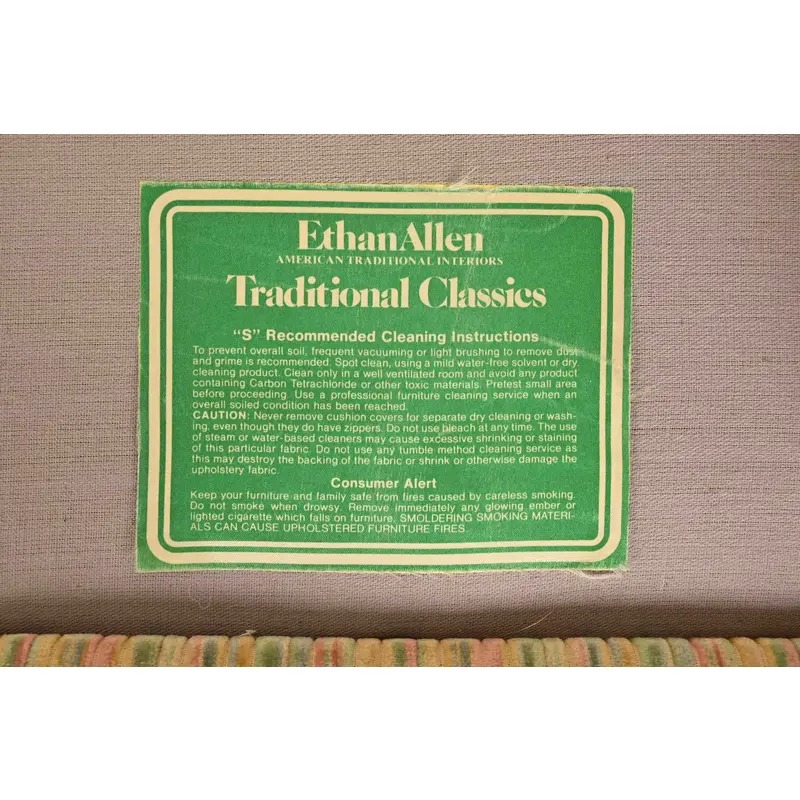 Ethan Allen
AMERICAN TRADITIONAL INTERIORS
Traditional Classics
"S" Recommended Cleaning Instructions
To prevent overall soil, frequent vacuuming or light brushing to remove dust
and grime is recommended. Spot clean, using a mild water-free solvent or dry
cleaning product. Clean only in a well ventilated room and avoid any product
containing Carbon Tetrachloride or other toxic materials. Pretest small area
before proceeding. Use a professional furniture cleaning service when an
overall soiled condition has been reached.
CAUTION: Never remove cushion covers for separate dry cleaning or wash-
ing, even though they do have zippers. Do not use bleach at any time. The use
of steam or water-based cleaners may cause excessive shrinking or staining
of this particular fabric. Do not use any tumble method cleaning service as
this may destroy the backing of the fabric or shrink or otherwise damage the
upholstery fabric.
Consumer Alert
Keep your furniture and family safe from fires caused by careless smoking.
Do not smoke when drowsy. Remove immediately any glowing ember or
lighted cigarette which falls on furniture. SMOLDERING SMOKING MATERI-
ALS CAN CAUSE UPHOLSTERED FURNITURE FIRES.